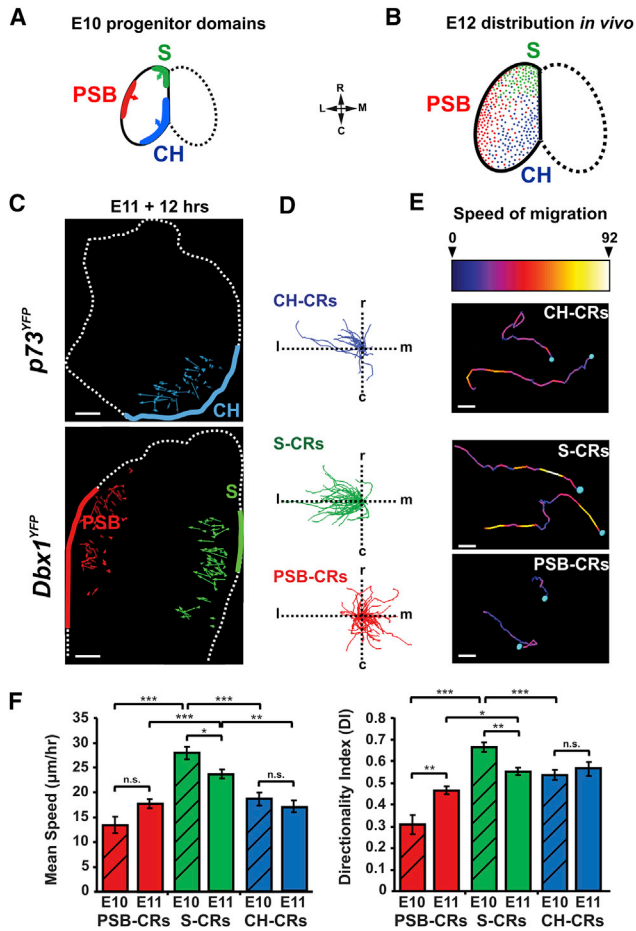 A
E10 progenitor domains
S
PSB
CH
R
L M
C
B
E12 distribution in vivo
PSB
S
CH
C
E11 + 12 hrs
p73YFP
CH
Dbx1YFP
PSB
S
D
CH-CRs
r
l m
c
S-CRs
r
l m
c
PSB-CRs
r
l m
c
E
Speed of migration
0 92
CH-CRs
S-CRs
PSB-CRs
F
Mean Speed (µm/hr)
35
30
25
20
15
10
5
0
*** ***
*** **
n.s. * n.s.
E10 E11 E10 E11 E10 E11
PSB-CRs S-CRs CH-CRs
Directionality Index (DI)
0.8
0.7
0.6
0.5
0.4
0.3
0.2
0.1
0
*** ***
*
** ** n.s.
E10 E11 E10 E11 E10 E11
PSB-CRs S-CRs CH-CRs